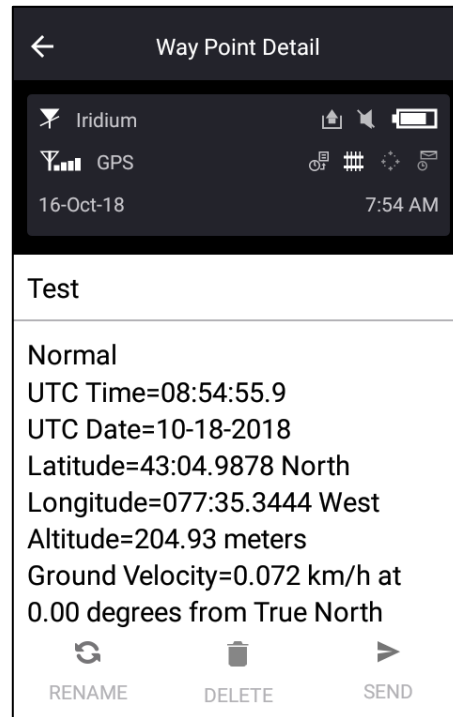 Way Point Detail
Iridium
GPS
16-Oct-18 7:54 AM
Test
Normal
UTC Time=08:54:55.9
UTC Date=10-18-2018
Latitude=43:04.9878 North
Longitude=077:35.3444 West
Altitude=204.93 meters
Ground Velocity=0.072 km/h at
0.00 degrees from True North
RENAME DELETE SEND